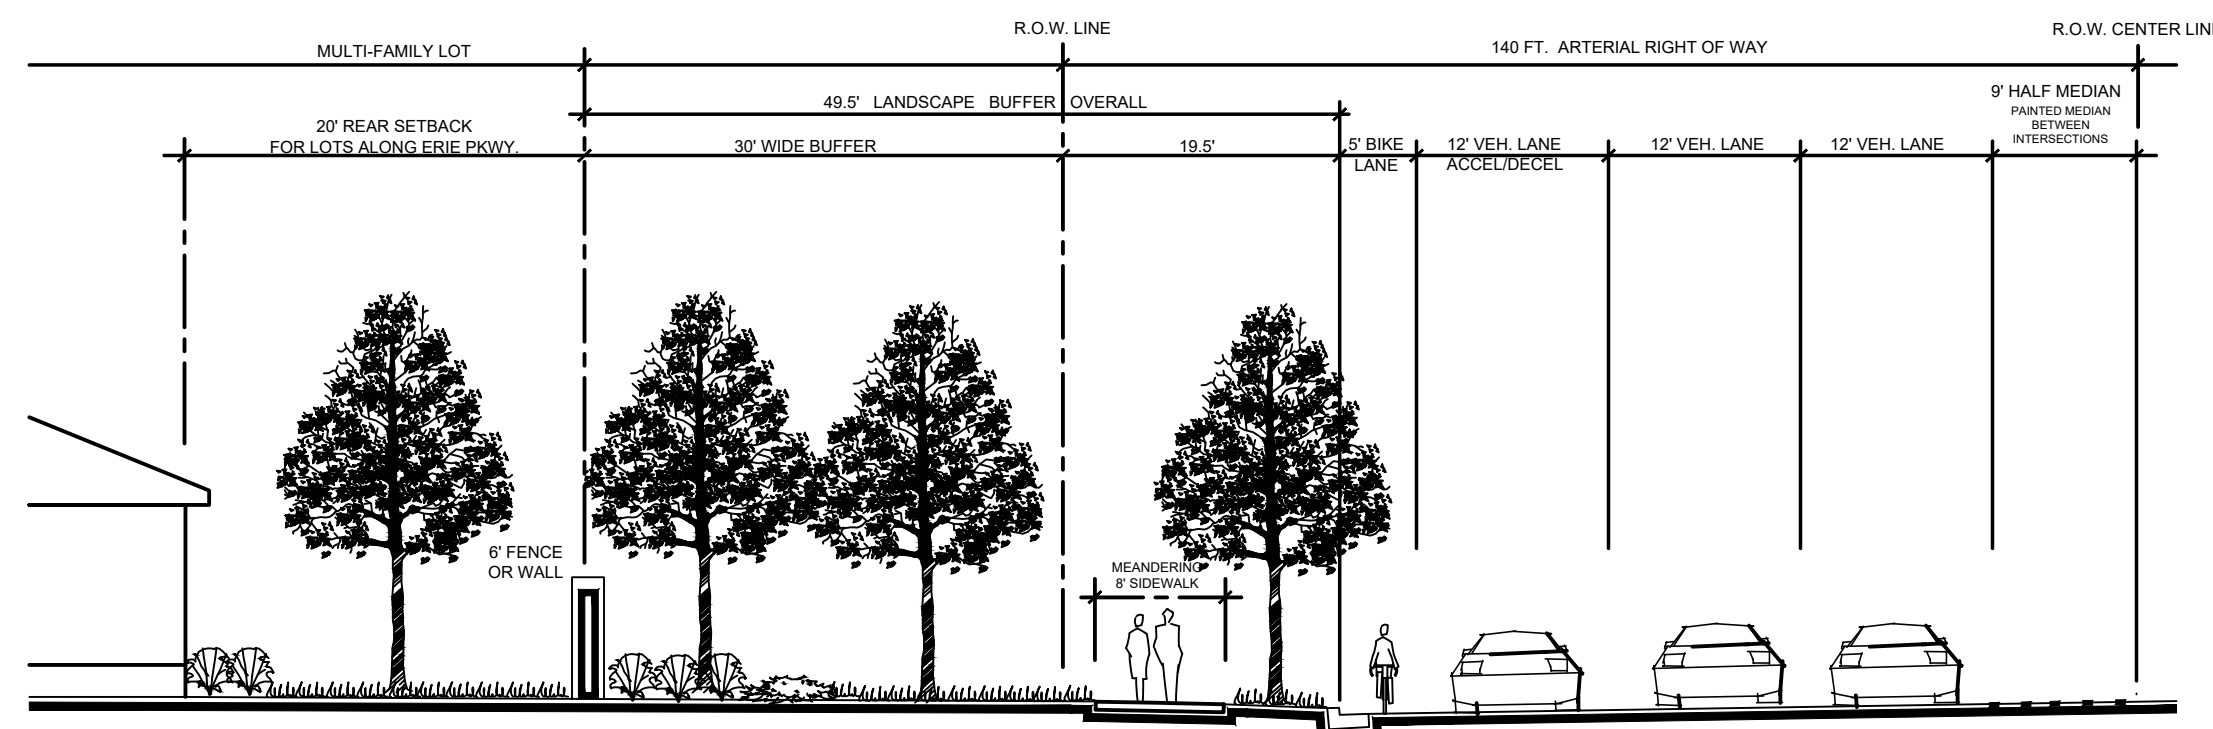 R.O.W. LINE
R.O.W. CENTER LINE
MULTI-FAMILY LOT
140 FT. ARTERIAL RIGHT OF WAY
49.5' LANDSCAPE BUFFER OVERALL
9' HALF MEDIAN
PAINTED MEDIAN
BETWEEN
INTERSECTIONS
20' REAR SETBACK
FOR LOTS ALONG ERIE PKWY.
30' WIDE BUFFER
19.5'
5' BIKE
LANE
12' VEH. LANE
ACCEL/DECEL
12' VEH. LANE
12' VEH. LANE
6' FENCE
OR WALL
MEANDERING
8' SIDEWALK